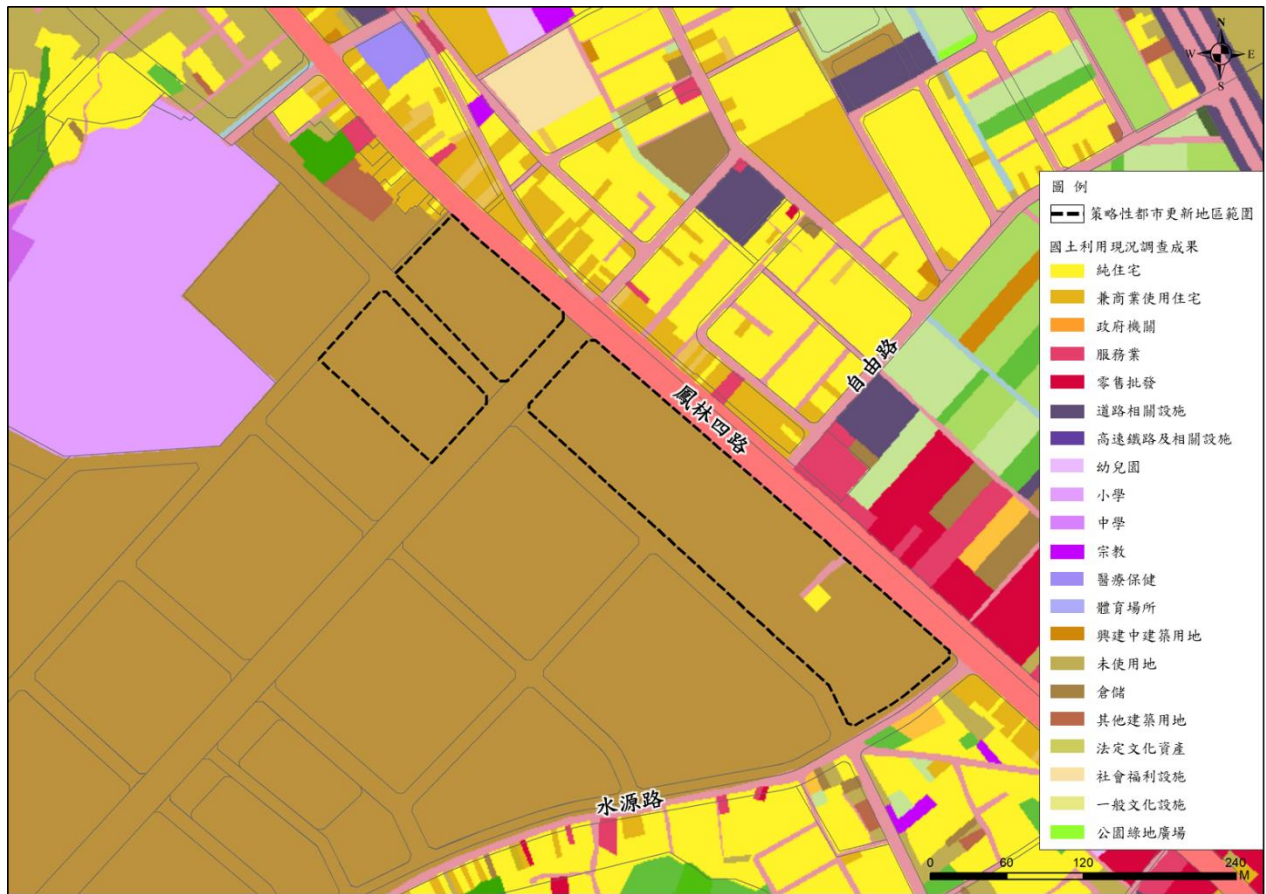 N
W E
S
圖 例
策略性都市更新地區範圍
國土利用現況調查成果
純住宅
兼商業使用住宅
政府機關
服務業
零售批發
道路相關設施
高速鐵路及相關設施
幼兒園
小學
中學
宗教
醫療保健
體育場所
興建中建築用地
未使用地
倉儲
其他建築用地
法定文化資產
社會福利設施
一般文化設施
公園綠地廣場
自由路
鳳林四路
水源路
0 60 120 240
M